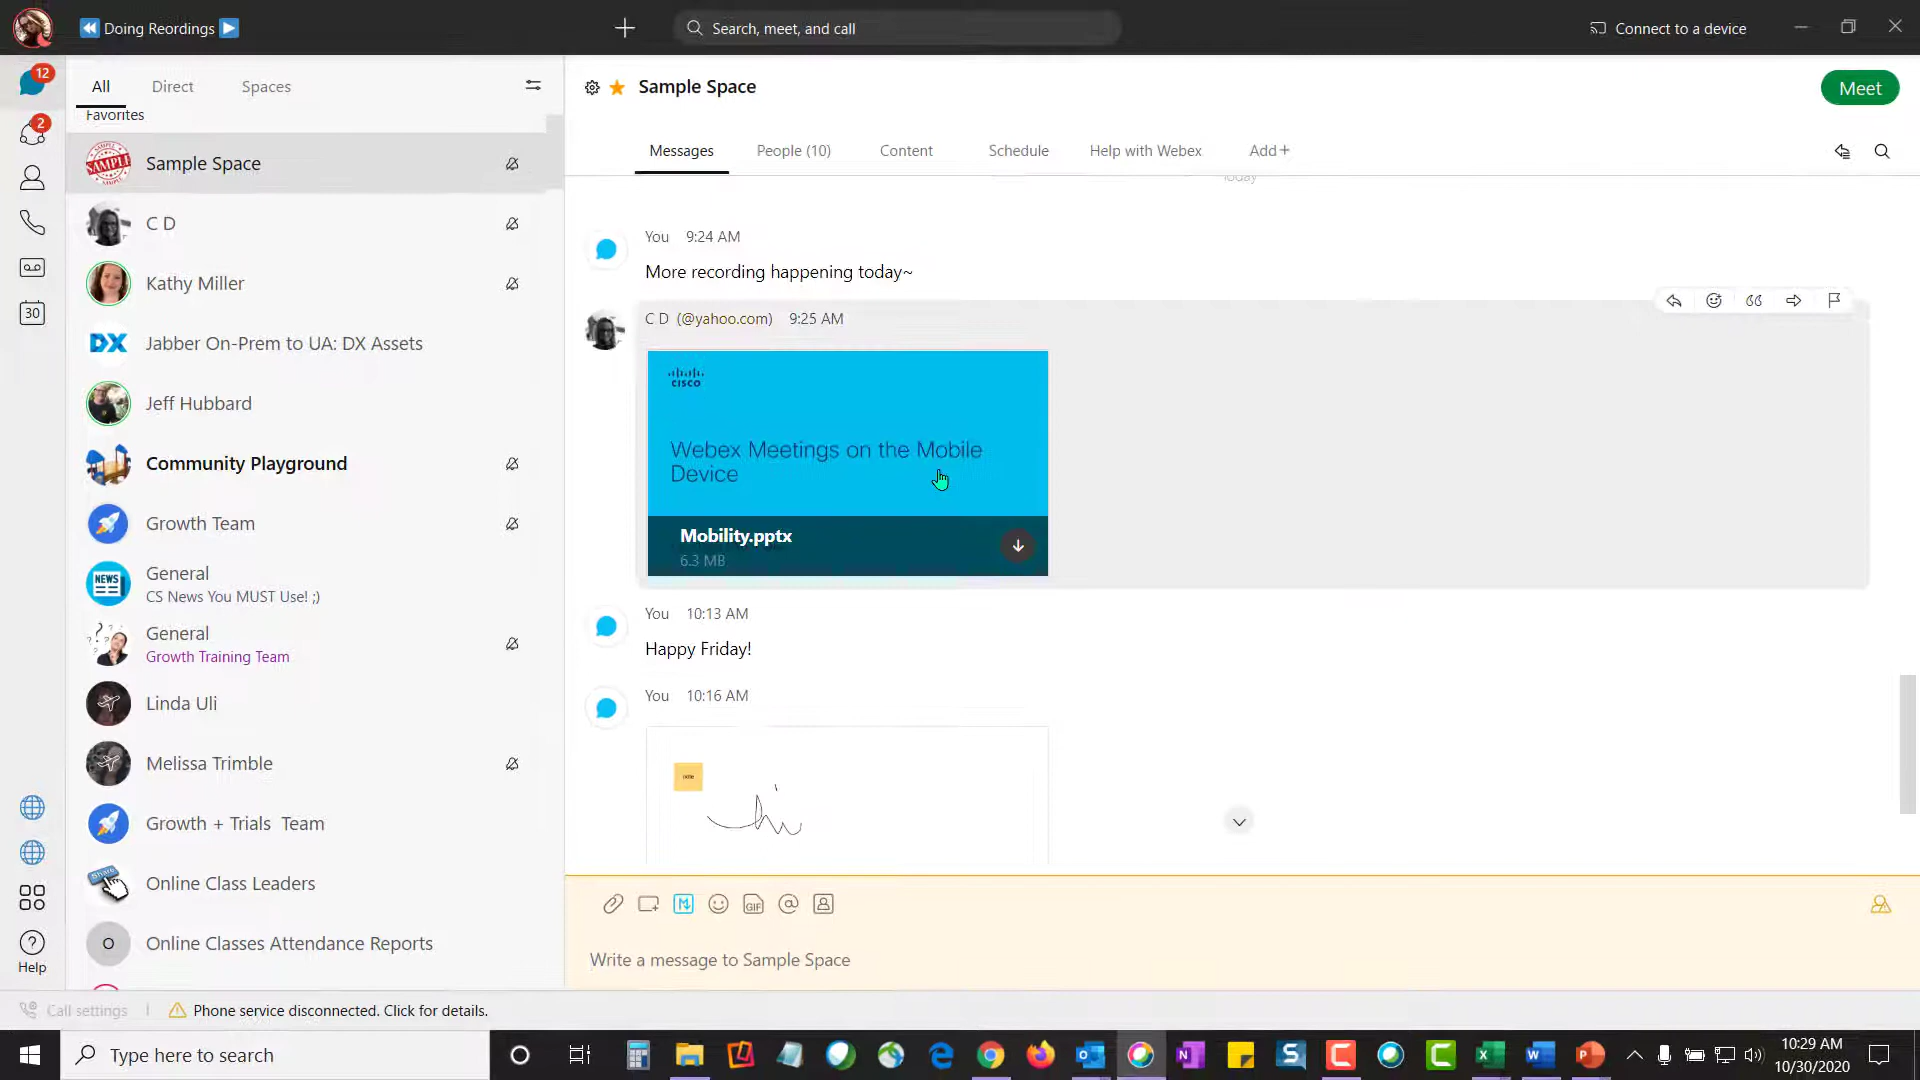 Doing Reordings
Search, meet, and call
Connect to a device
12
2
30
Help
All
Direct
Spaces
Favorites
SAMPLE
Sample Space
C D
Kathy Miller
DX
Jabber On-Prem to UA: DX Assets
Jeff Hubbard
Community Playground
Growth Team
NEWS
General
CS News You MUST Use! ;)
General
Growth Training Team
Linda Uli
Melissa Trimble
Growth + Trials Team
Share
Online Class Leaders
O
Online Classes Attendance Reports
Sample Space
Meet
Messages
People (10)
Content
Schedule
Help with Webex
Add+
Today
You 9:24 AM
More recording happening today~
C D (@yahoo.com) 9:25 AM
CISCO
Webex Meetings on the Mobile
Device
Mobility.pptx
6.3 MB
You 10:13 AM
Happy Friday!
You 10:16 AM
hi
GIF
Write a message to Sample Space
Call settings
Phone service disconnected. Click for details.
Type here to search
10:29 AM
10/30/2020